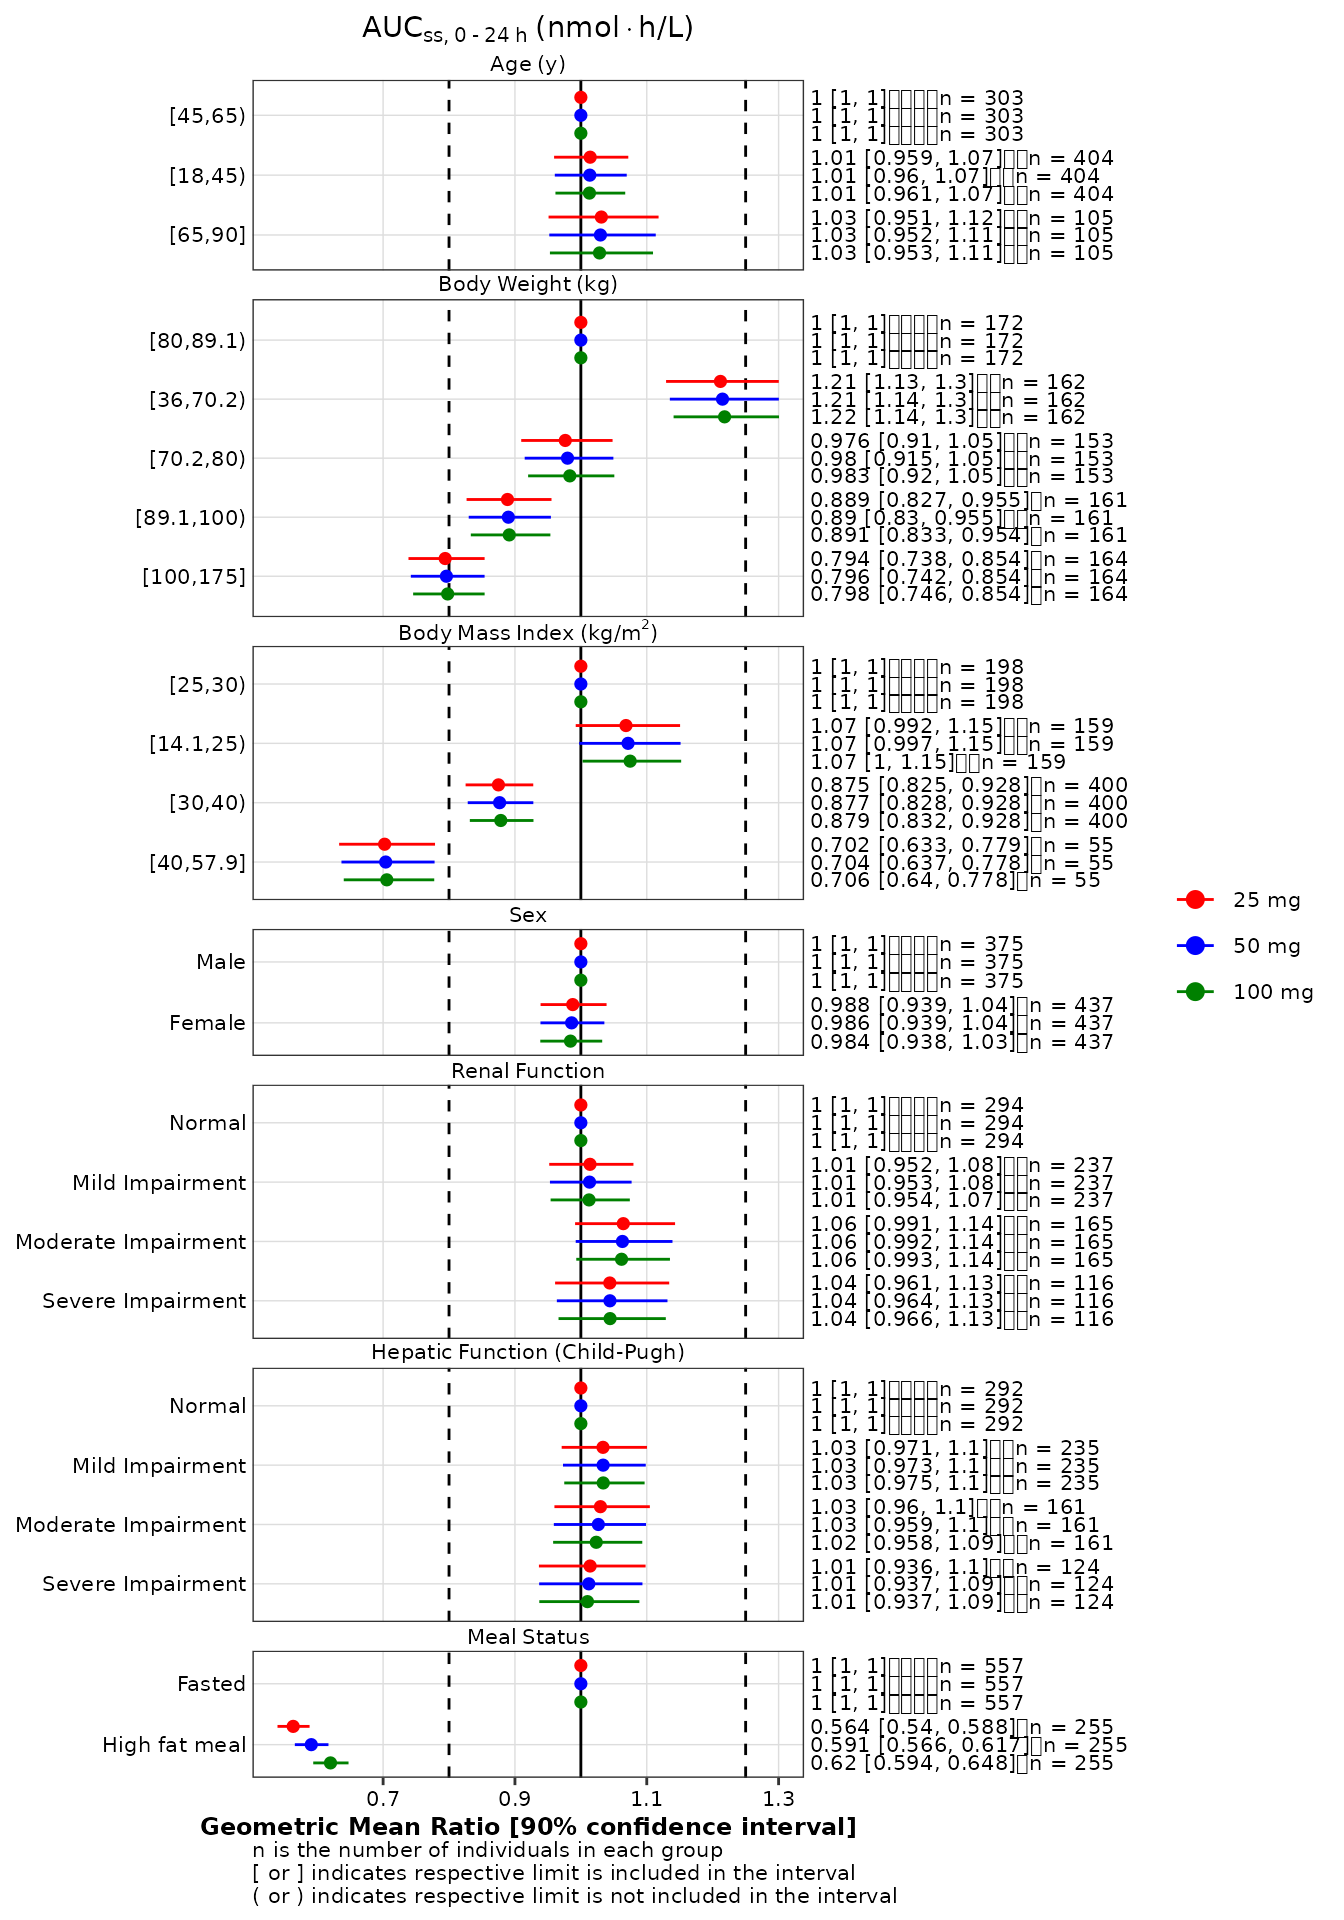 AUCss, 0 - 24 h (nmol·h/L)
Age (y)
[45,65)
1 [1, 1]□□□□n = 303
1 [1, 1]□□□□n = 303
1 [1, 1]□□□□n = 303
[18,45)
1.01 [0.959, 1.07]□□n = 404
1.01 [0.96, 1.07]□□n = 404
1.01 [0.961, 1.07]□□n = 404
[65,90]
1.03 [0.951, 1.12]□□n = 105
1.03 [0.952, 1.11]□□n = 105
1.03 [0.953, 1.11]□□n = 105
Body Weight (kg)
[80,89.1)
1 [1, 1]□□□□n = 172
1 [1, 1]□□□□n = 172
1 [1, 1]□□□□n = 172
[36,70.2)
1.21 [1.13, 1.3]□□n = 162
1.21 [1.14, 1.3]□□n = 162
1.22 [1.14, 1.3]□□n = 162
[70.2,80)
0.976 [0.91, 1.05]□□n = 153
0.98 [0.915, 1.05]□□n = 153
0.983 [0.92, 1.05]□□n = 153
[89.1,100)
0.889 [0.827, 0.955]□n = 161
0.89 [0.83, 0.955]□□n = 161
0.891 [0.833, 0.954]□n = 161
[100,175]
0.794 [0.738, 0.854]□n = 164
0.796 [0.742, 0.854]□n = 164
0.798 [0.746, 0.854]□n = 164
Body Mass Index (kg/m²)
[25,30)
1 [1, 1]□□□□n = 198
1 [1, 1]□□□□n = 198
1 [1, 1]□□□□n = 198
[14.1,25)
1.07 [0.992, 1.15]□□n = 159
1.07 [0.997, 1.15]□□n = 159
1.07 [1, 1.15]□□n = 159
[30,40)
0.875 [0.825, 0.928]□n = 400
0.877 [0.828, 0.928]□n = 400
0.879 [0.832, 0.928]□n = 400
[40,57.9]
0.702 [0.633, 0.779]□n = 55
0.704 [0.637, 0.778]□n = 55
0.706 [0.64, 0.778]□n = 55
Sex
Male
1 [1, 1]□□□□n = 375
1 [1, 1]□□□□n = 375
1 [1, 1]□□□□n = 375
Female
0.988 [0.939, 1.04]□n = 437
0.986 [0.939, 1.04]□n = 437
0.984 [0.938, 1.03]□n = 437
Renal Function
Normal
1 [1, 1]□□□□n = 294
1 [1, 1]□□□□n = 294
1 [1, 1]□□□□n = 294
Mild Impairment
1.01 [0.952, 1.08]□□n = 237
1.01 [0.953, 1.08]□□n = 237
1.01 [0.954, 1.07]□□n = 237
Moderate Impairment
1.06 [0.991, 1.14]□□n = 165
1.06 [0.992, 1.14]□□n = 165
1.06 [0.993, 1.14]□□n = 165
Severe Impairment
1.04 [0.961, 1.13]□□n = 116
1.04 [0.964, 1.13]□□n = 116
1.04 [0.966, 1.13]□□n = 116
Hepatic Function (Child-Pugh)
Normal
1 [1, 1]□□□□n = 292
1 [1, 1]□□□□n = 292
1 [1, 1]□□□□n = 292
Mild Impairment
1.03 [0.971, 1.1]□□n = 235
1.03 [0.973, 1.1]□□n = 235
1.03 [0.975, 1.1]□□n = 235
Moderate Impairment
1.03 [0.96, 1.1]□□n = 161
1.03 [0.959, 1.1]□□n = 161
1.02 [0.958, 1.09]□□n = 161
Severe Impairment
1.01 [0.936, 1.1]□□n = 124
1.01 [0.937, 1.09]□□n = 124
1.01 [0.937, 1.09]□□n = 124
Meal Status
Fasted
1 [1, 1]□□□□n = 557
1 [1, 1]□□□□n = 557
1 [1, 1]□□□□n = 557
High fat meal
0.564 [0.54, 0.588]□n = 255
0.591 [0.566, 0.617]□n = 255
0.62 [0.594, 0.648]□n = 255
0.7 0.9 1.1 1.3
Geometric Mean Ratio [90% confidence interval]
n is the number of individuals in each group
[ or ] indicates respective limit is included in the interval
( or ) indicates respective limit is not included in the interval
25 mg
50 mg
100 mg